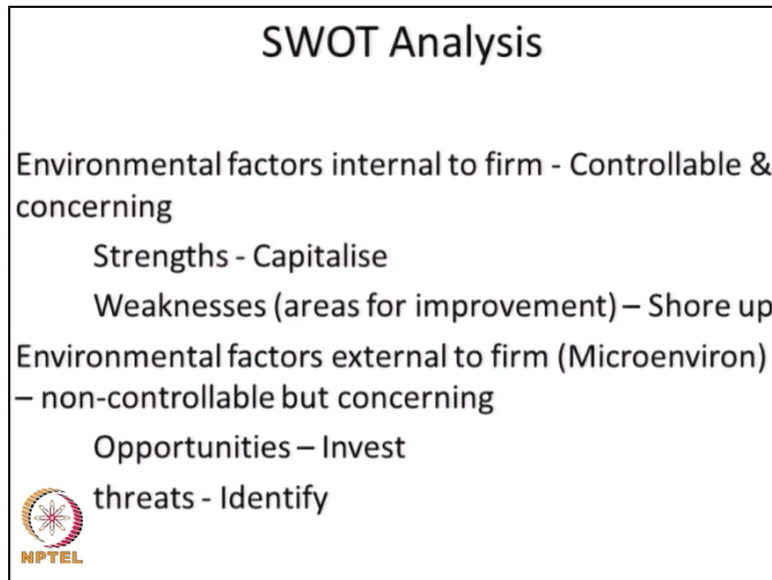 SWOT Analysis
Environmental factors internal to firm - Controllable &
concerning
Strengths - Capitalise
Weaknesses (areas for improvement) – Shore up
Environmental factors external to firm (Microenviron)
– non-controllable but concerning
Opportunities – Invest
threats - Identify
NPTEL